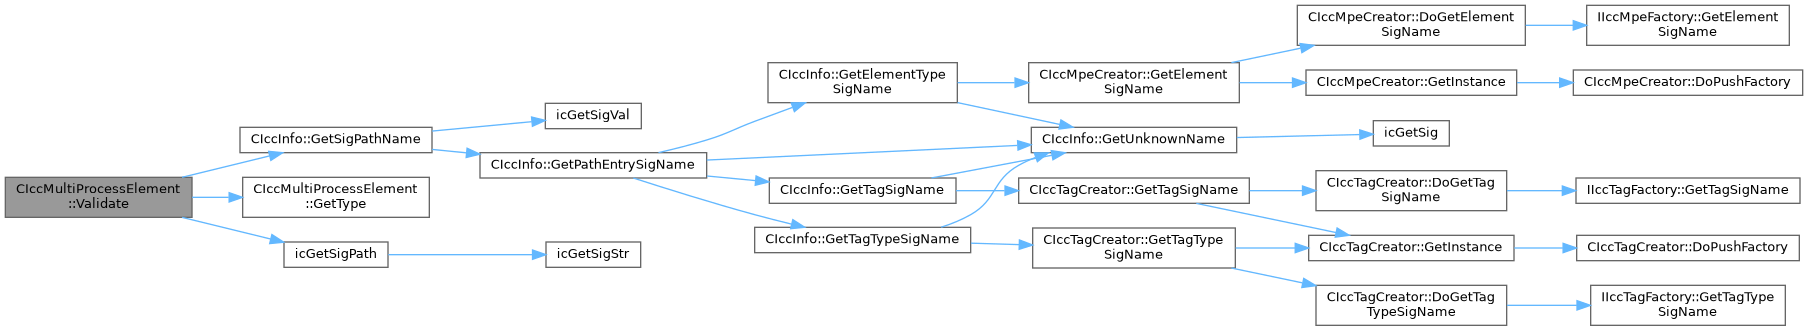 CIccMultiProcessElement
::Validate
CIccInfo::GetSigPathName
icGetSigVal
CIccInfo::GetPathEntrySigName
CIccInfo::GetElementType
SigName
CIccMpeCreator::GetElement
SigName
CIccMpeCreator::DoGetElement
SigName
IIccMpeFactory::GetElement
SigName
CIccMpeCreator::GetInstance
CIccMpeCreator::DoPushFactory
CIccInfo::GetUnknownName
icGetSig
CIccInfo::GetTagSigName
CIccTagCreator::GetTagSigName
CIccTagCreator::DoGetTag
SigName
IIccTagFactory::GetTagSigName
CIccTagCreator::GetInstance
CIccTagCreator::DoPushFactory
CIccInfo::GetTagTypeSigName
CIccTagCreator::GetTagType
SigName
CIccTagCreator::DoGetTag
TypeSigName
IIccTagFactory::GetTagType
SigName
CIccMultiProcessElement
::GetType
icGetSigPath
icGetSigStr